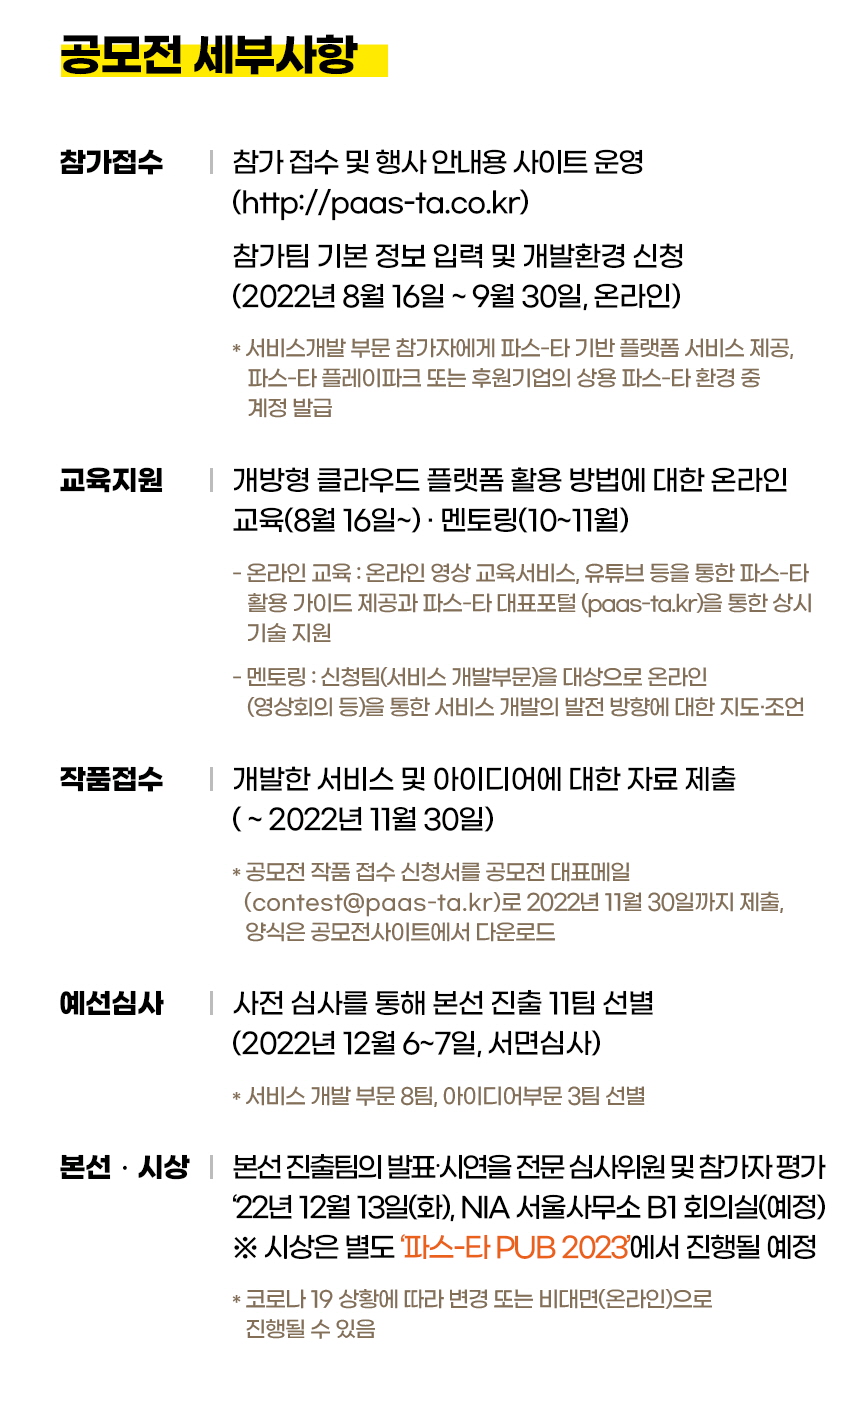 공모전 세부사항
참가접수
참가 접수 및 행사 안내용 사이트 운영
(http://paas-ta.co.kr)
참가팀 기본 정보 입력 및 개발환경 신청
(2022년 8월 16일 ~ 9월 30일, 온라인)
* 서비스개발 부문 참가자에게 파스-타 기반 플랫폼 서비스 제공,
파스-타 플레이파크 또는 후원기업의 상용 파스-타 환경 중
계정 발급
교육지원
개방형 클라우드 플랫폼 활용 방법에 대한 온라인
교육(8월 16일~) · 멘토링(10~11월)
- 온라인 교육 : 온라인 영상 교육서비스, 유튜브 등을 통한 파스-타
활용 가이드 제공과 파스-타 대표포털 (paas-ta.kr)을 통한 상시
기술 지원
- 멘토링 : 신청팀(서비스 개발부문)을 대상으로 온라인
(영상회의 등)을 통한 서비스 개발의 발전 방향에 대한 지도·조언
작품접수
개발한 서비스 및 아이디어에 대한 자료 제출
( ~ 2022년 11월 30일)
* 공모전 작품 접수 신청서를 공모전 대표메일
(contest@paas-ta.kr)로 2022년 11월 30일까지 제출,
양식은 공모전사이트에서 다운로드
예선심사
사전 심사를 통해 본선 진출 11팀 선별
(2022년 12월 6~7일, 서면심사)
* 서비스 개발 부문 8팀, 아이디어부문 3팀 선별
본선 · 시상
본선 진출팀의 발표·시연을 전문 심사위원 및 참가자 평가
‘22년 12월 13일(화), NIA 서울사무소 B1 회의실(예정)
※ 시상은 별도 ‘파스-타 PUB 2023’에서 진행될 예정
* 코로나 19 상황에 따라 변경 또는 비대면(온라인)으로
진행될 수 있음